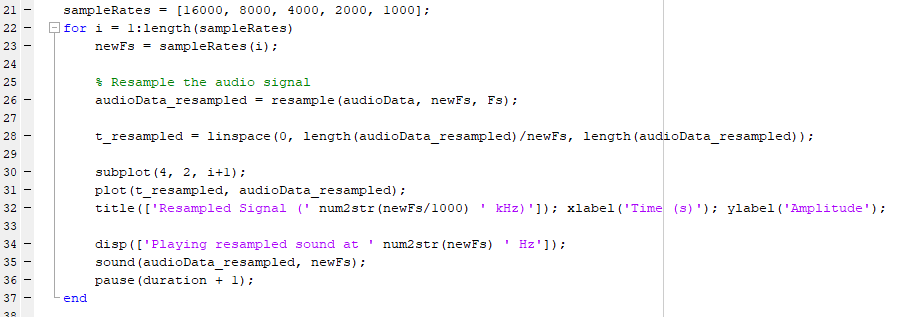 21 – sampleRates = [16000, 8000, 4000, 2000, 1000];
22 – for i = 1:length(sampleRates)
23 – newFs = sampleRates(i);
24
25 % Resample the audio signal
26 – audioData_resampled = resample(audioData, newFs, Fs);
27
28 – t_resampled = linspace(0, length(audioData_resampled)/newFs, length(audioData_resampled));
29
30 – subplot(4, 2, i+1);
31 – plot(t_resampled, audioData_resampled);
32 – title(['Resampled Signal (' num2str(newFs/1000) ' kHz)']); xlabel('Time (s)'); ylabel('Amplitude');
33
34 – disp(['Playing resampled sound at ' num2str(newFs) ' Hz']);
35 – sound(audioData_resampled, newFs);
36 – pause(duration + 1);
37 – end
38